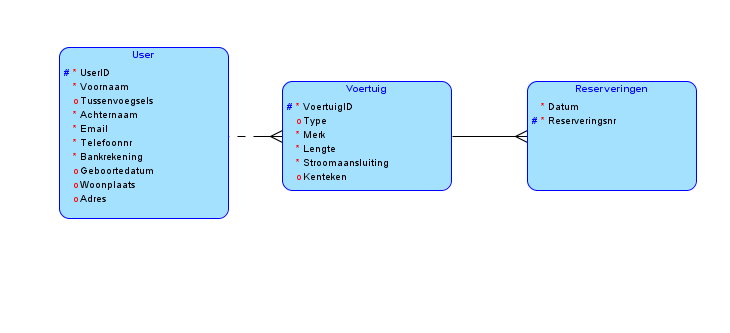 User
# * UserID
* Voornaam
o Tussenvoegsels
* Achternaam
* Email
* Telefoonnr
* Bankrekening
o Geboortedatum
o Woonplaats
o Adres
Voertuig
# * VoertuigID
o Type
* Merk
* Lengte
* Stroomaansluiting
o Kenteken
Reserveringen
* Datum
# * Reserveringsnr